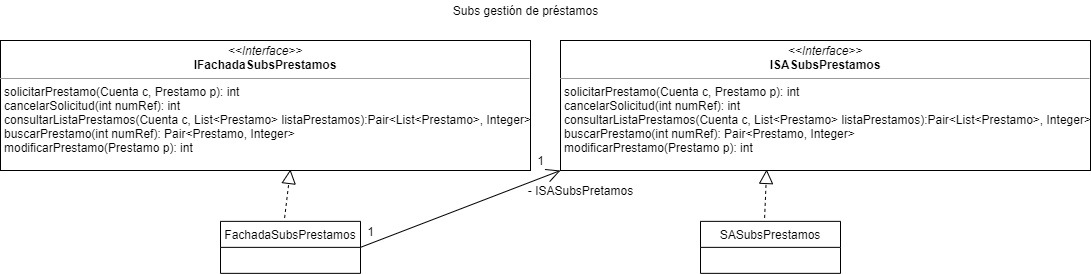 Subs gestión de préstamos
<<Interface>>
IFachadaSubsPrestamos
solicitarPrestamo(Cuenta c, Prestamo p): int
cancelarSolicitud(int numRef): int
consultarListaPrestamos(Cuenta c, List<Prestamo> listaPrestamos):Pair<List<Prestamo>, Integer>
buscarPrestamo(int numRef): Pair<Prestamo, Integer>
modificarPrestamo(Prestamo p): int
<<Interface>>
ISASubsPrestamos
solicitarPrestamo(Cuenta c, Prestamo p): int
cancelarSolicitud(int numRef): int
consultarListaPrestamos(Cuenta c, List<Prestamo> listaPrestamos):Pair<List<Prestamo>, Integer>
buscarPrestamo(int numRef): Pair<Prestamo, Integer>
modificarPrestamo(Prestamo p): int
1
- ISASubsPretamos
FachadaSubsPrestamos
1
SASubsPrestamos